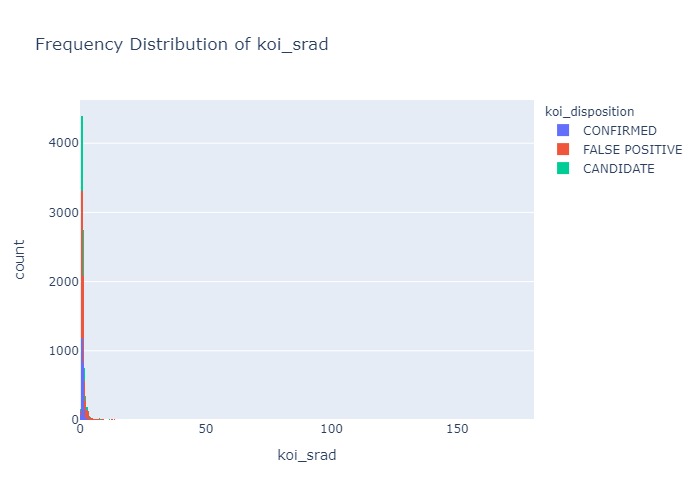 Frequency Distribution of koi_srad
koi_disposition
CONFIRMED
FALSE POSITIVE
CANDIDATE
4000
3000
2000
1000
0
count
0 50 100 150
koi_srad